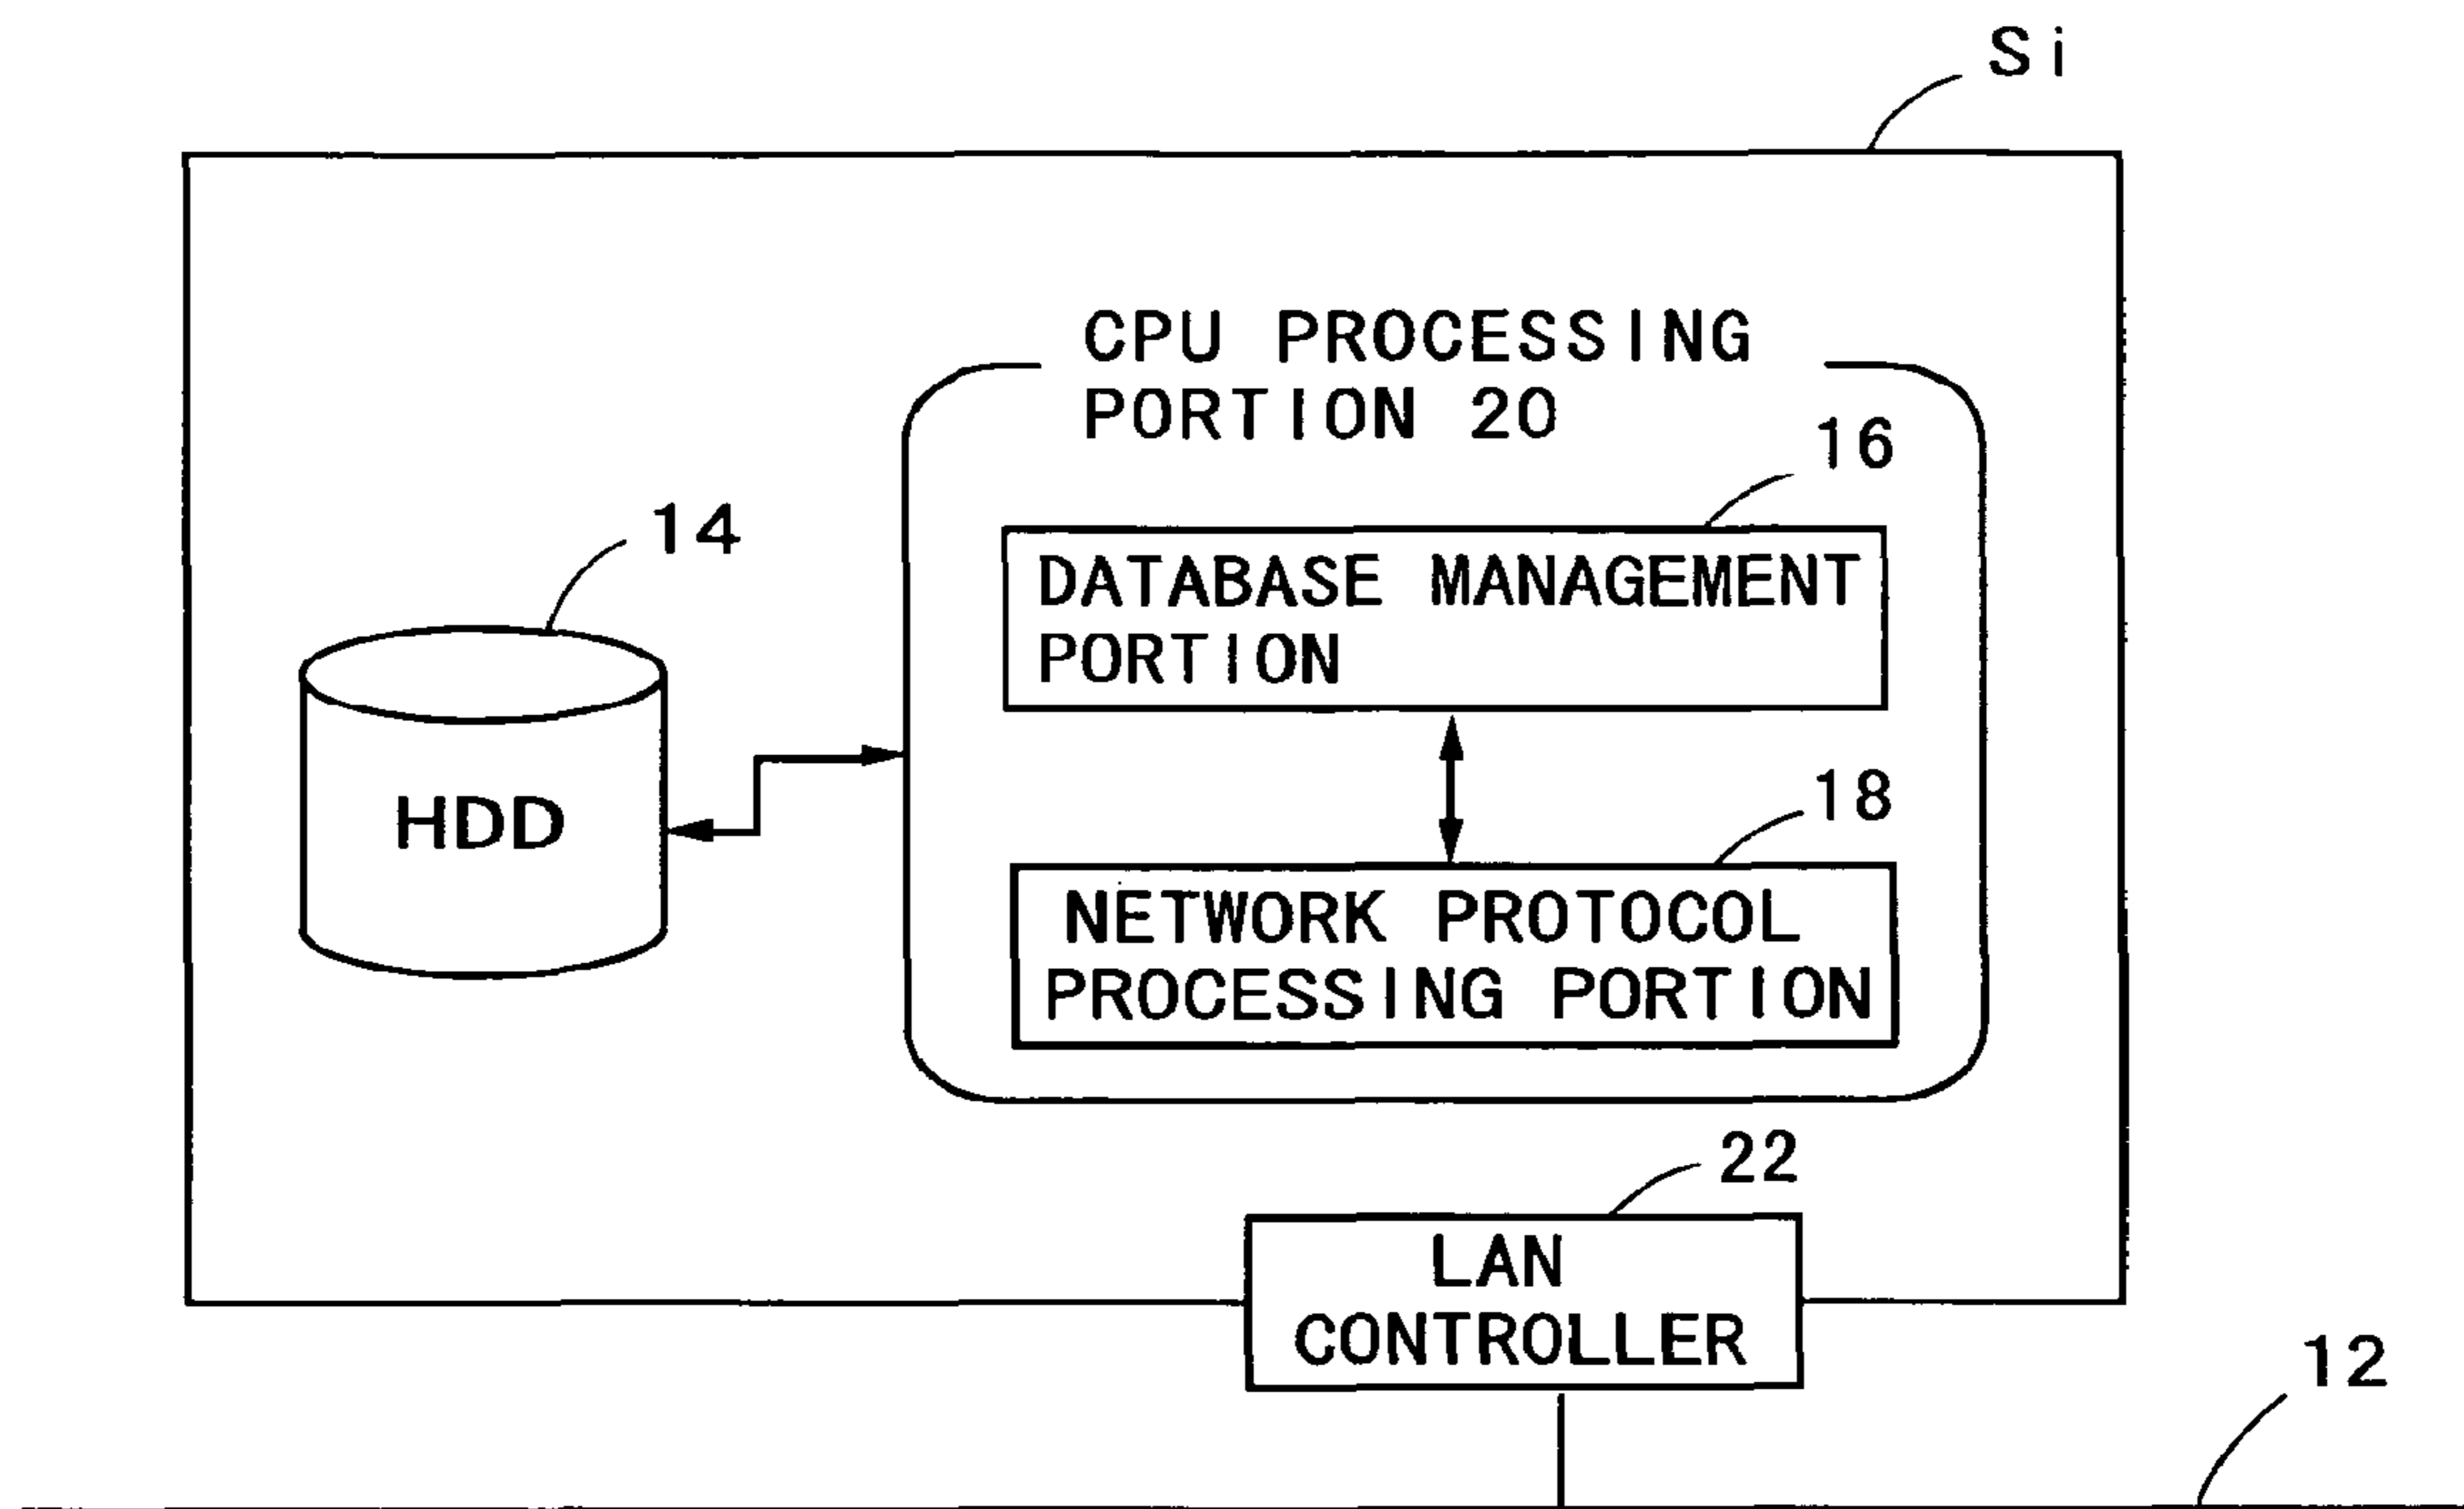 Si
CPU PROCESSING
PORTION 20
16
14
DATABASE MANAGEMENT
PORTION
HDD
18
NETWORK PROTOCOL
PROCESSING PORTION
22
LAN
CONTROLLER
12